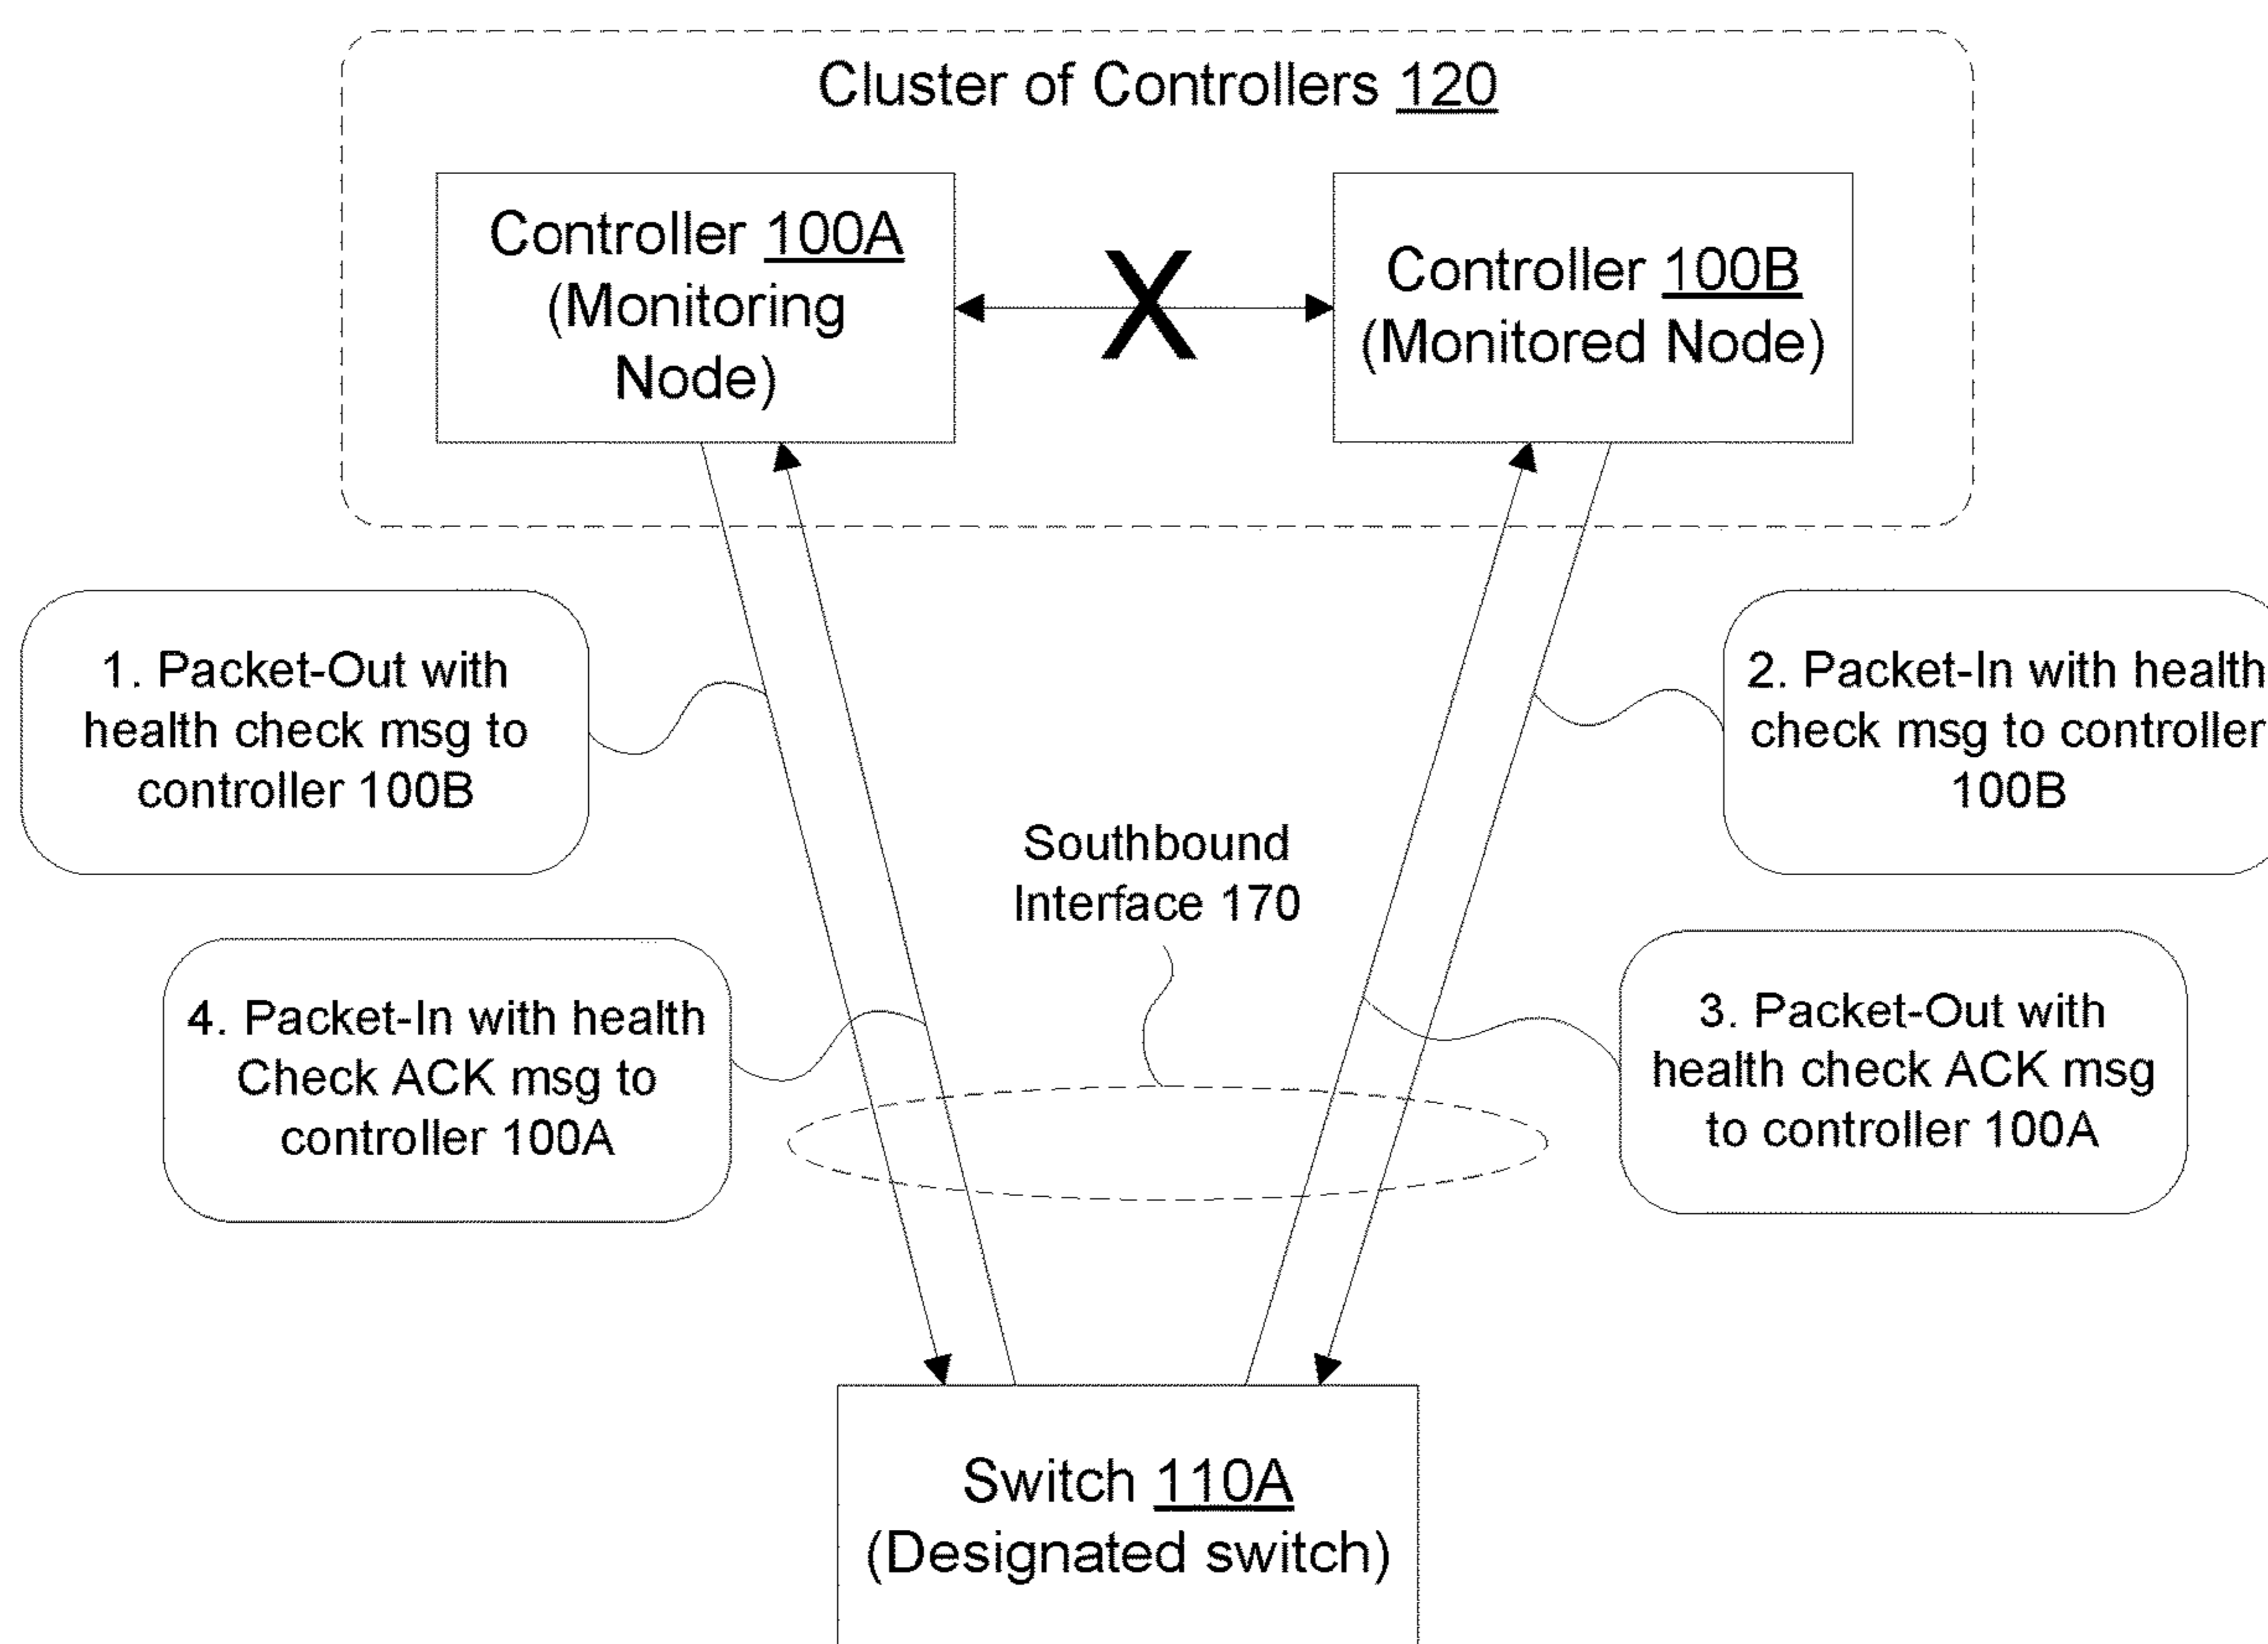 Cluster of Controllers 120
Controller 100A
(Monitoring
Node)
X
Controller 100B
(Monitored Node)
1. Packet-Out with
health check msg to
controller 100B
2. Packet-In with health
check msg to controller
100B
Southbound
Interface 170
4. Packet-In with health
Check ACK msg to
controller 100A
3. Packet-Out with
health check ACK msg
to controller 100A
Switch 110A
(Designated switch)